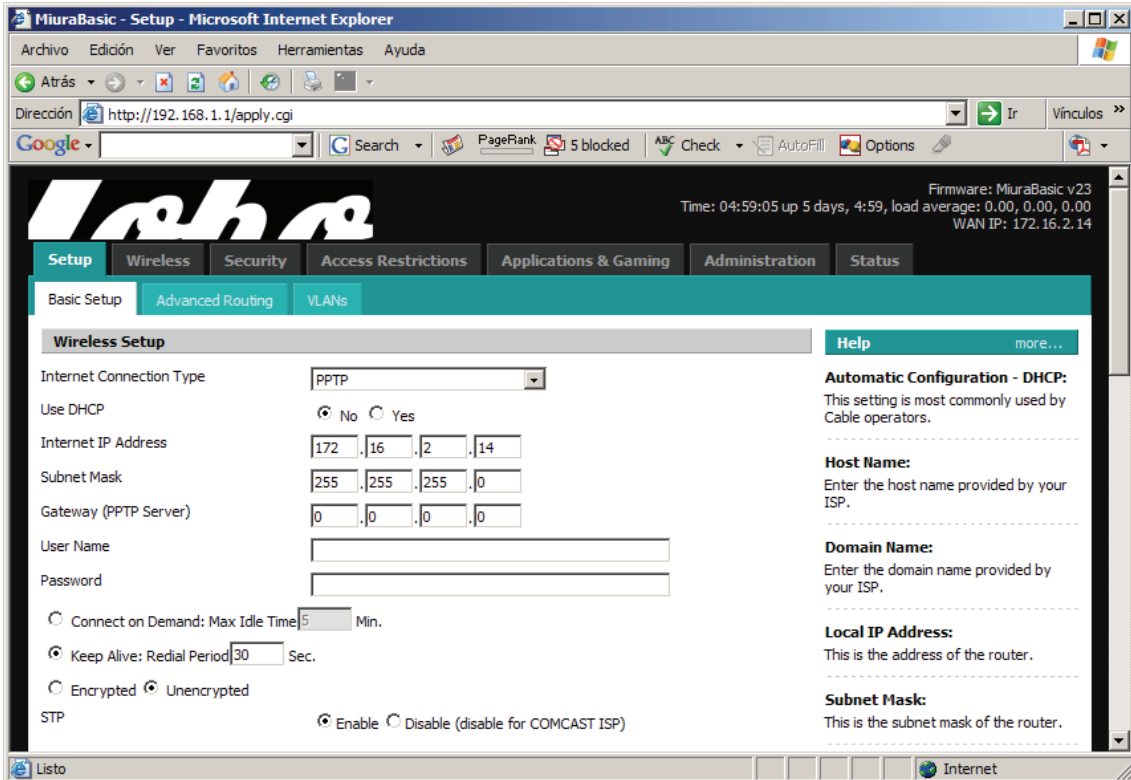 MiuraBasic - Setup - Microsoft Internet Explorer
Archivo Edición Ver Favoritos Herramientas Ayuda
Atrás
Dirección http://192.168.1.1/apply.cgi Ir Vínculos »
Google Search PageRank 5 blocked ABC Check AutoFill Options
Firmware: MiuraBasic v23
Time: 04:59:05 up 5 days, 4:59, load average: 0.00, 0.00, 0.00
WAN IP: 172.16.2.14
Setup Wireless Security Access Restrictions Applications & Gaming Administration Status
Basic Setup Advanced Routing VLANs
Wireless Setup
Internet Connection Type PPTP
Use DHCP No Yes
Internet IP Address 172 .16 .2 .14
Subnet Mask 255 .255 .255 .0
Gateway (PPTP Server) 0 .0 .0 .0
User Name
Password
Connect on Demand: Max Idle Time 5 Min.
Keep Alive: Redial Period 30 Sec.
Encrypted Unencrypted
STP Enable Disable (disable for COMCAST ISP)
Help more...
Automatic Configuration - DHCP:
This setting is most commonly used by
Cable operators.
Host Name:
Enter the host name provided by your
ISP.
Domain Name:
Enter the domain name provided by
your ISP.
Local IP Address:
This is the address of the router.
Subnet Mask:
This is the subnet mask of the router.
Listo Internet